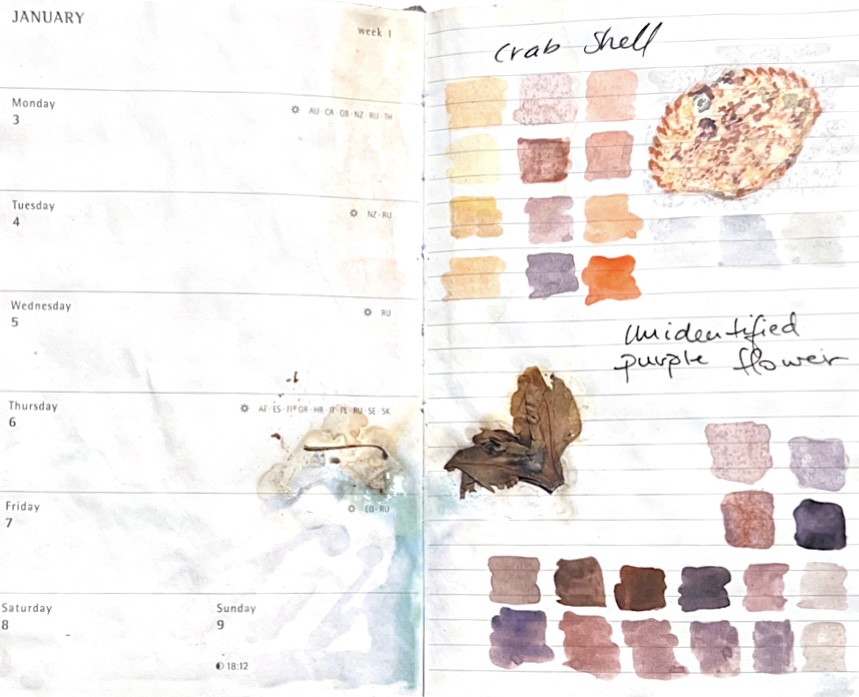 JANUARY
week 1
Monday
3
AU · CA · GB · NZ · RU · TH
Tuesday
4
NZ · RU
Wednesday
5
RU
Thursday
6
AT · ES · FI · GR · HR · IT · PL · RU · SE · SK
Friday
7
EG · RU
Saturday
8
Sunday
9
18:12
Crab Shell
Unidentified
purple flower